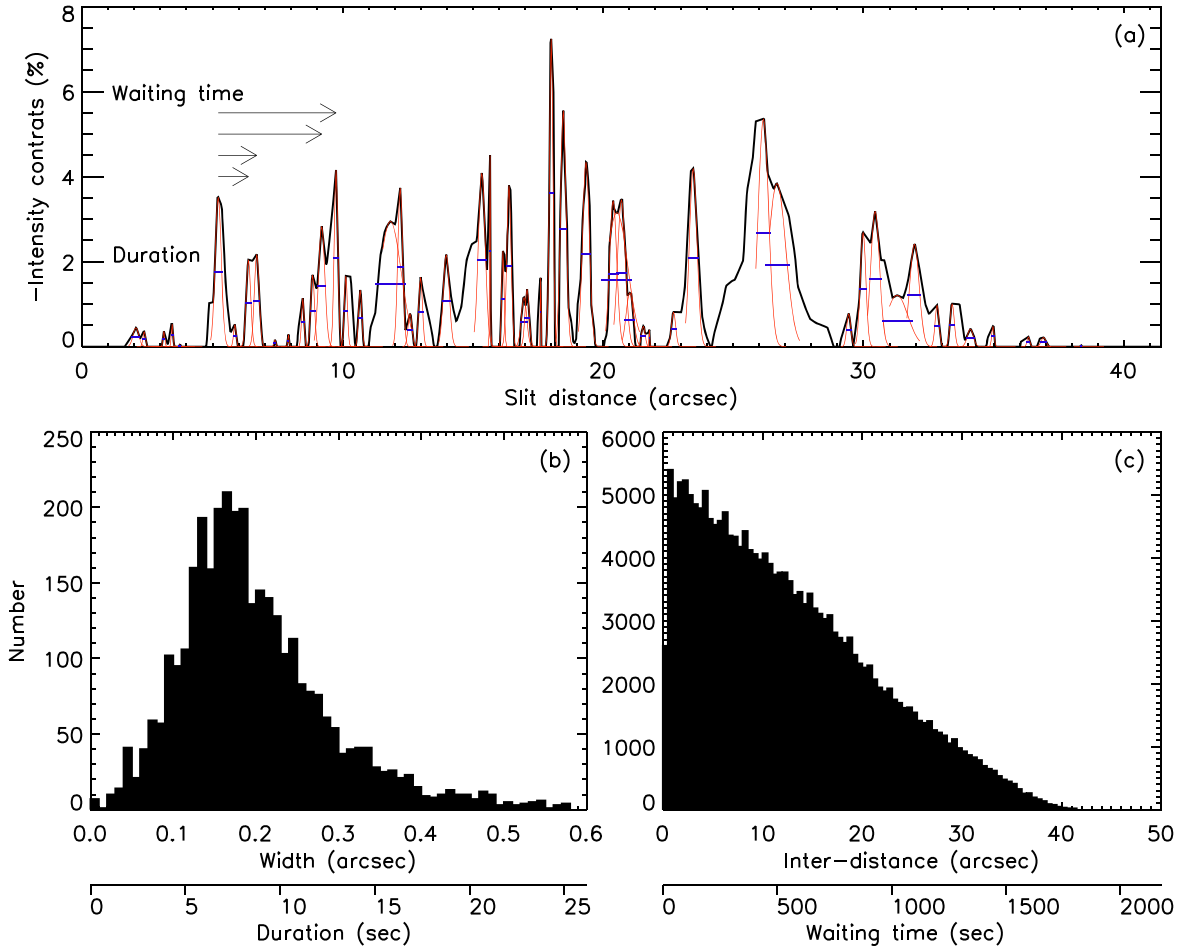 8
(a)
6
Waiting time
4
Duration
2
0
−Intensity contrats (%)
0 10 20 30 40
Slit distance (arcsec)
250
(b)
200
150
100
50
0
Number
0.0 0.1 0.2 0.3 0.4 0.5 0.6
Width (arcsec)
0 5 10 15 20 25
Duration (sec)
6000
(c)
5000
4000
3000
2000
1000
0
0 10 20 30 40 50
Inter−distance (arcsec)
0 500 1000 1500 2000
Waiting time (sec)